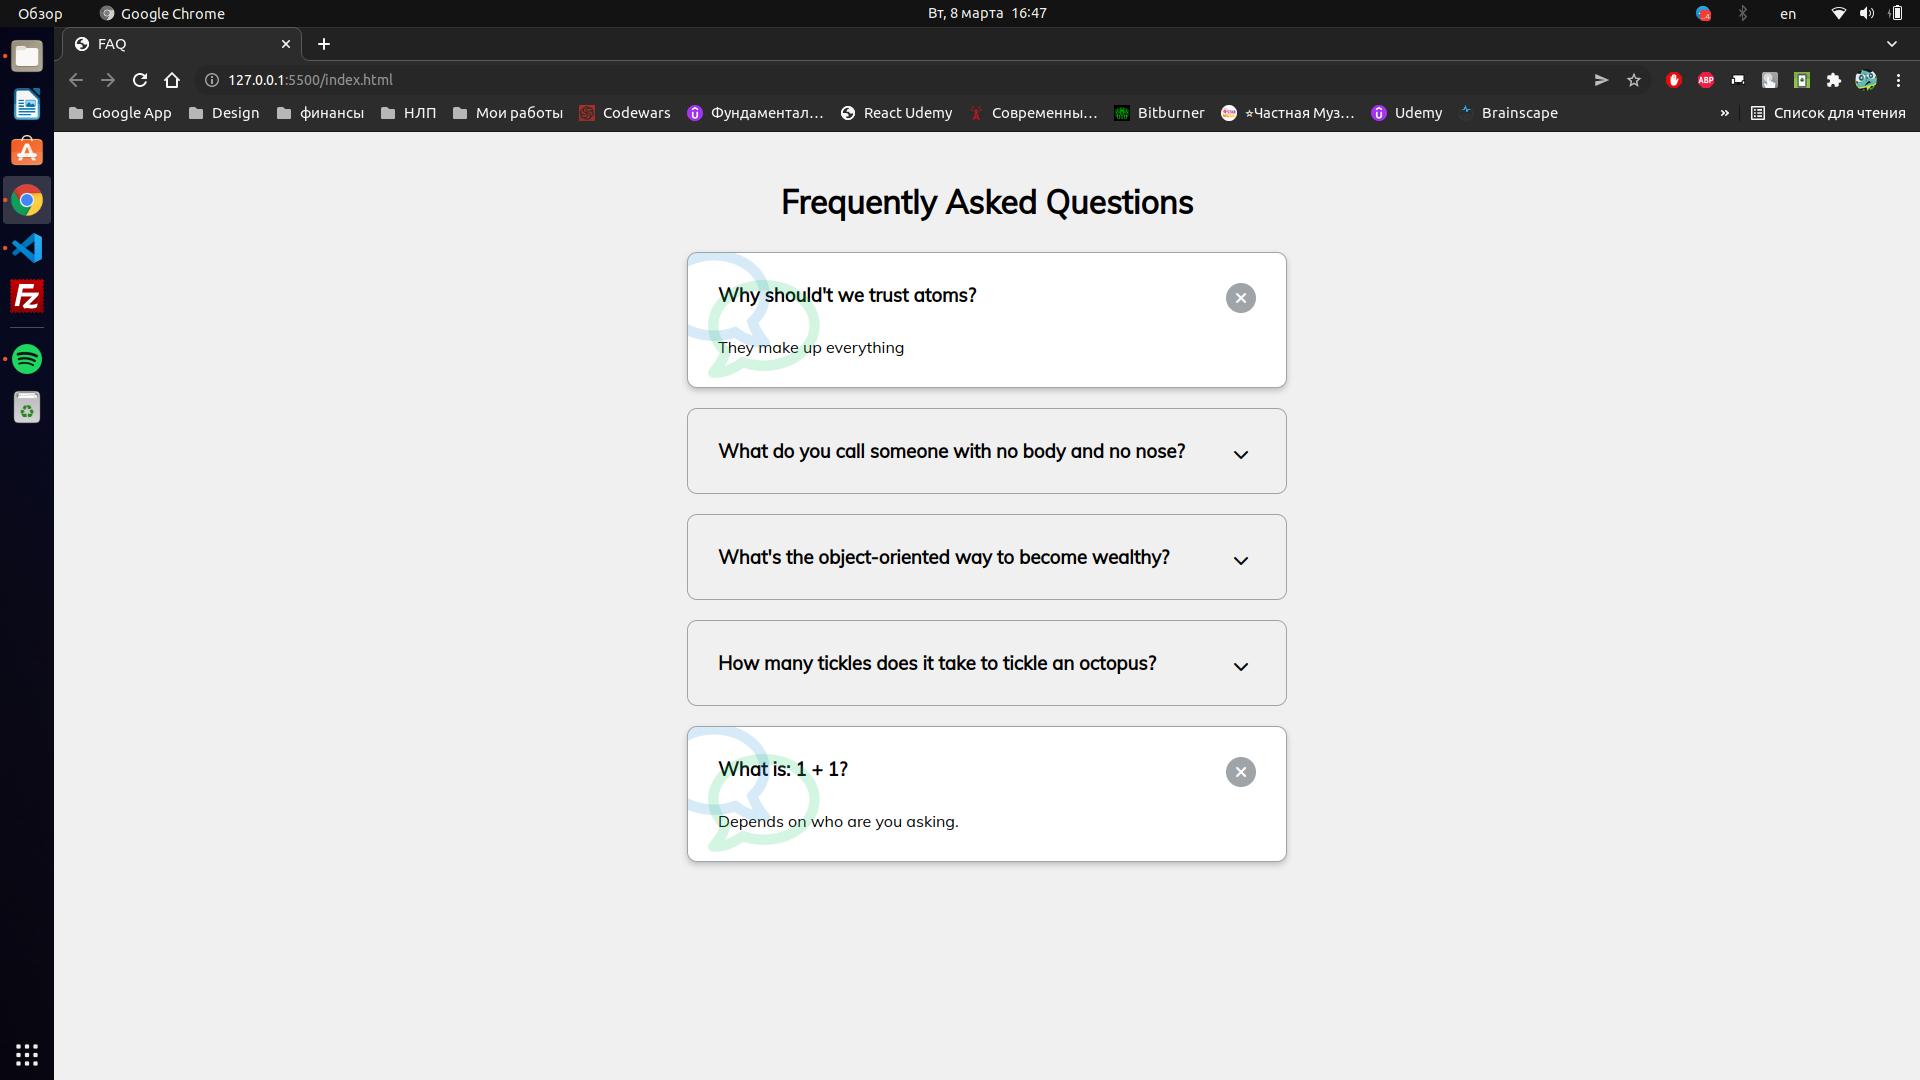 Обзор
Google Chrome
Вт, 8 марта 16:47
en
FAQ
127.0.0.1:5500/index.html
ABP
Google App
Design
финансы
НЛП
Мои работы
Codewars
Фундаментал...
React Udemy
Современны...
Bitburner
⭐Частная Муз...
Udemy
Brainscape
»
Список для чтения
Frequently Asked Questions
Why should't we trust atoms?
They make up everything
What do you call someone with no body and no nose?
What's the object-oriented way to become wealthy?
How many tickles does it take to tickle an octopus?
What is: 1 + 1?
Depends on who are you asking.